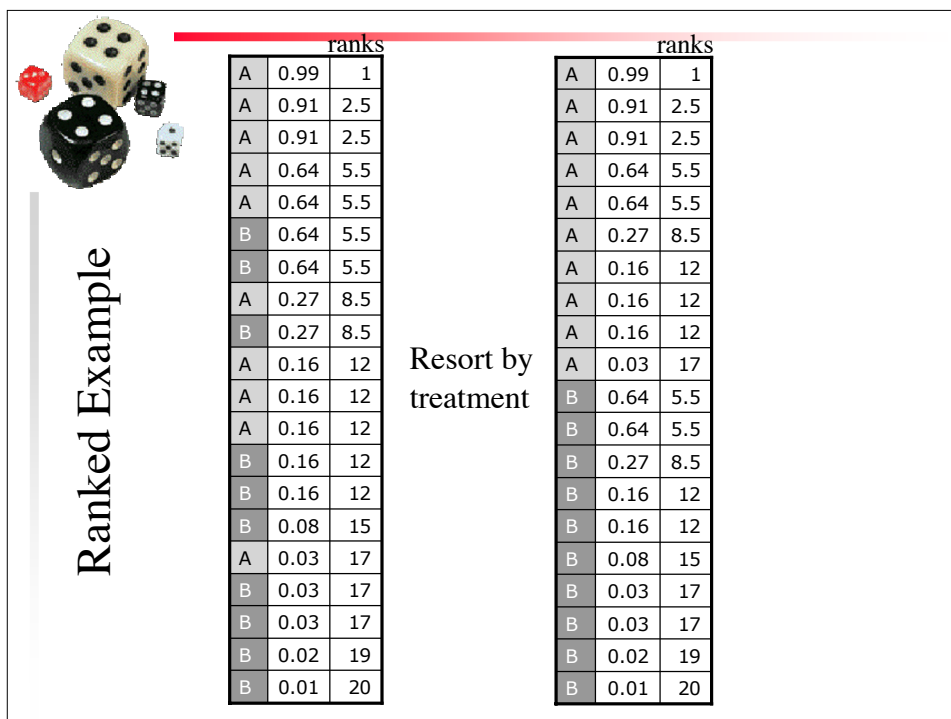 Ranked Example
ranks
A 0.99 1
A 0.91 2.5
A 0.91 2.5
A 0.64 5.5
A 0.64 5.5
B 0.64 5.5
B 0.64 5.5
A 0.27 8.5
B 0.27 8.5
A 0.16 12
A 0.16 12
A 0.16 12
B 0.16 12
B 0.16 12
B 0.08 15
A 0.03 17
B 0.03 17
B 0.03 17
B 0.02 19
B 0.01 20
Resort by
treatment
ranks
A 0.99 1
A 0.91 2.5
A 0.91 2.5
A 0.64 5.5
A 0.64 5.5
A 0.27 8.5
A 0.16 12
A 0.16 12
A 0.16 12
A 0.03 17
B 0.64 5.5
B 0.64 5.5
B 0.27 8.5
B 0.16 12
B 0.16 12
B 0.08 15
B 0.03 17
B 0.03 17
B 0.02 19
B 0.01 20